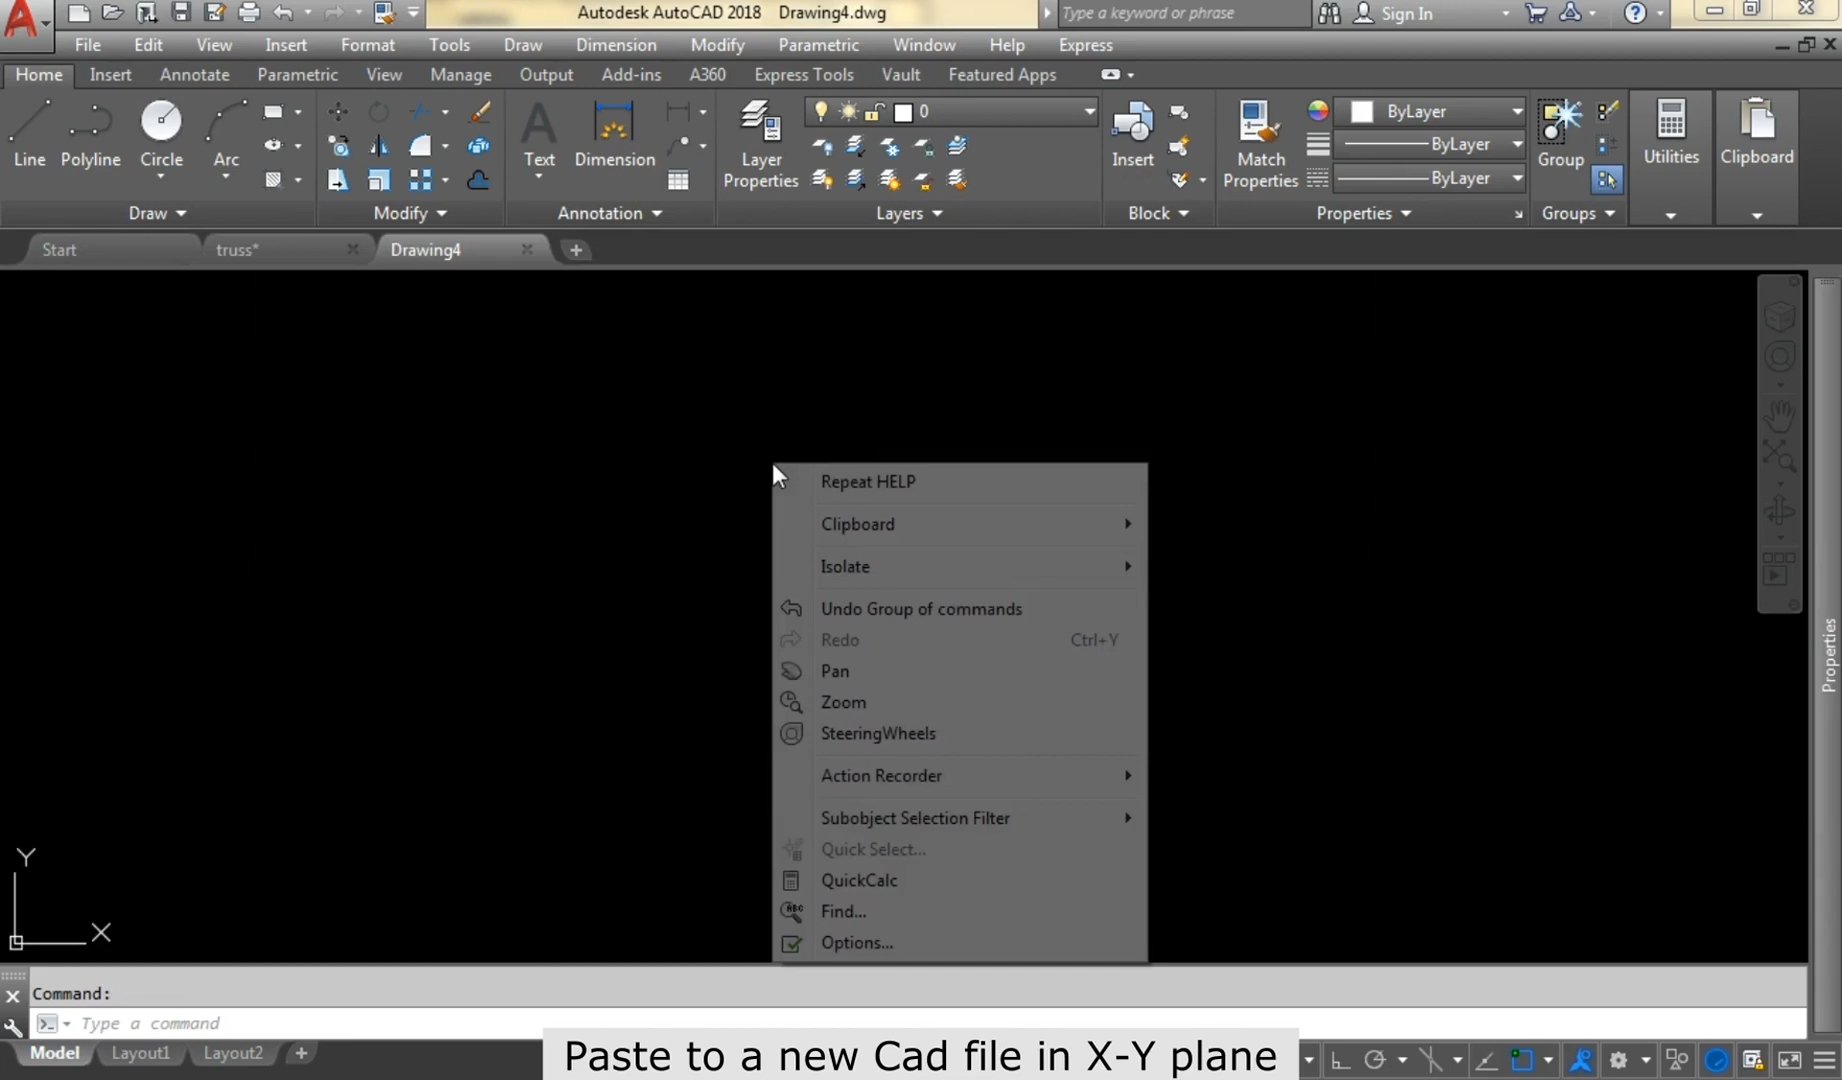 Autodesk AutoCAD 2018 Drawing4.dwg
Type a keyword or phrase
Sign In
File Edit View Insert Format Tools Draw Dimension Modify Parametric Window Help Express
Home Insert Annotate Parametric View Manage Output Add-ins A360 Express Tools Vault Featured Apps
0
ByLayer
ByLayer
ByLayer
Line Polyline Circle Arc
A
Text Dimension
Layer Properties
Insert
Match Properties
Group
Utilities Clipboard
Draw Modify Annotation Layers Block Properties Groups
Start truss* Drawing4
Repeat HELP
Clipboard
Isolate
Undo Group of commands
Redo Ctrl+Y
Pan
Zoom
SteeringWheels
Action Recorder
Subobject Selection Filter
Quick Select...
QuickCalc
ABC Find...
Options...
Properties
Y
X
Command:
Type a command
Model Layout1 Layout2
Paste to a new Cad file in X-Y plane